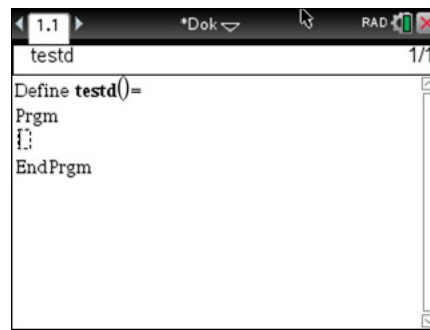 1.1 *Dok RAD
testd 1/1
Define testd()=
Prgm
EndPrgm